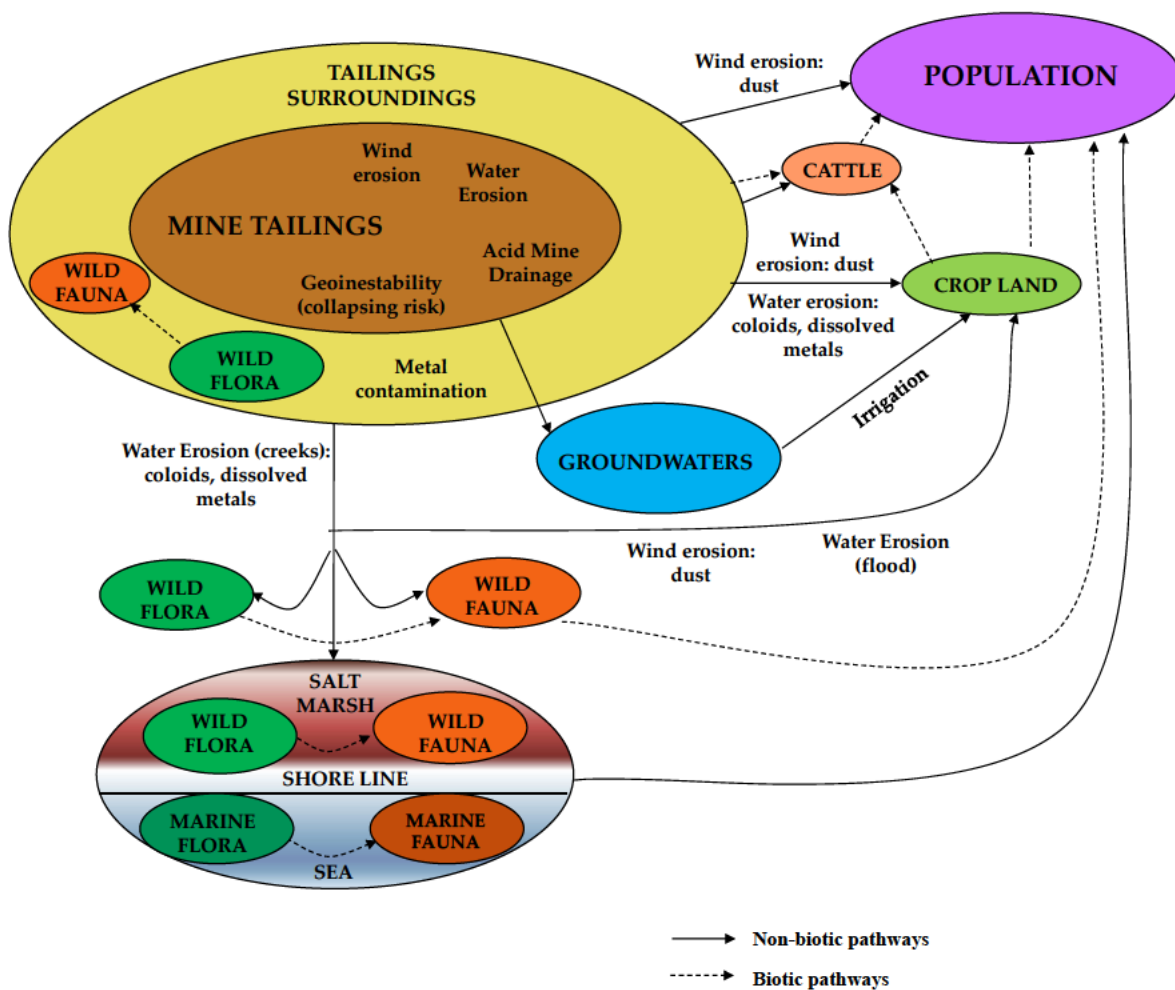 TAILINGS
SURROUNDINGS
Wind erosion:
dust
POPULATION
Wind
erosion
Water
Erosion
MINE TAILINGS
Acid Mine
Drainage
Geoinestability
(collapsing risk)
WILD
FAUNA
WILD
FLORA
Metal
contamination
CATTLE
Wind
erosion: dust
CROP LAND
Water erosion:
coloids, dissolved
metals
Irrigation
GROUNDWATERS
Water Erosion (creeks):
coloids, dissolved
metals
Wind erosion:
dust
Water Erosion
(flood)
WILD
FLORA
WILD
FAUNA
SALT
MARSH
WILD
FLORA
WILD
FAUNA
SHORE LINE
MARINE
FLORA
MARINE
FAUNA
SEA
Non-biotic pathways
Biotic pathways